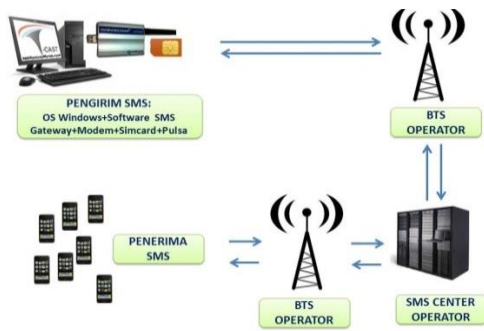 CAST
PENGIRIM SMS:
OS Windows+Software SMS
Gateway+Modem+Simcard+Pulsa
BTS
OPERATOR
PENERIMA
SMS
BTS
OPERATOR
SMS CENTER
OPERATOR